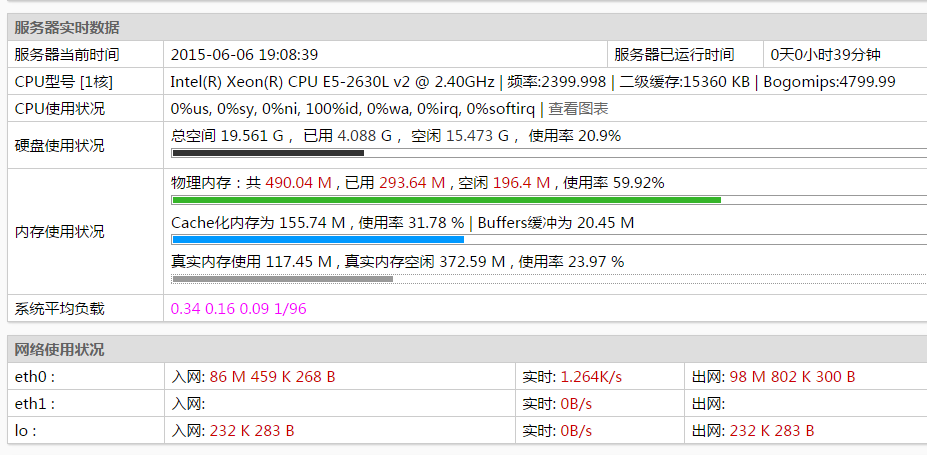 服务器实时数据
服务器当前时间 2015-06-06 19:08:39 服务器已运行时间 0天0小时39分钟
CPU型号 [1核] Intel(R) Xeon(R) CPU E5-2630L v2 @ 2.40GHz | 频率:2399.998 | 二级缓存:15360 KB | Bogomips:4799.99
CPU使用状况 0%us, 0%sy, 0%ni, 100%id, 0%wa, 0%irq, 0%softirq | 查看图表
硬盘使用状况 总空间 19.561 G， 已用 4.088 G， 空闲 15.473 G， 使用率 20.9%
内存使用状况
物理内存：共 490.04 M , 已用 293.64 M , 空闲 196.4 M , 使用率 59.92%
Cache化内存为 155.74 M , 使用率 31.78 % | Buffers缓冲为 20.45 M
真实内存使用 117.45 M , 真实内存空闲 372.59 M , 使用率 23.97 %
系统平均负载 0.34 0.16 0.09 1/96
网络使用状况
eth0 : 入网: 86 M 459 K 268 B 实时: 1.264K/s 出网: 98 M 802 K 300 B
eth1 : 入网: 实时: 0B/s 出网:
lo : 入网: 232 K 283 B 实时: 0B/s 出网: 232 K 283 B